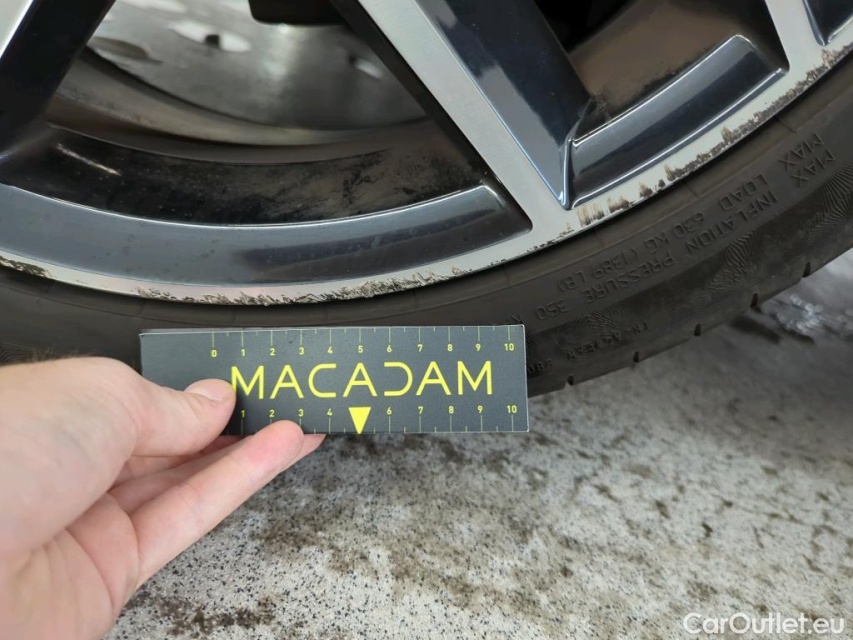 MAX
MAX
LOAD 630 KG (1389 LB)
INFLATION PRESSURE 350
0 1 2 3 4 5 6 7 8 9 10
MACADAM
1 2 3 4 6 7 8 9 10
CarOutlet.eu